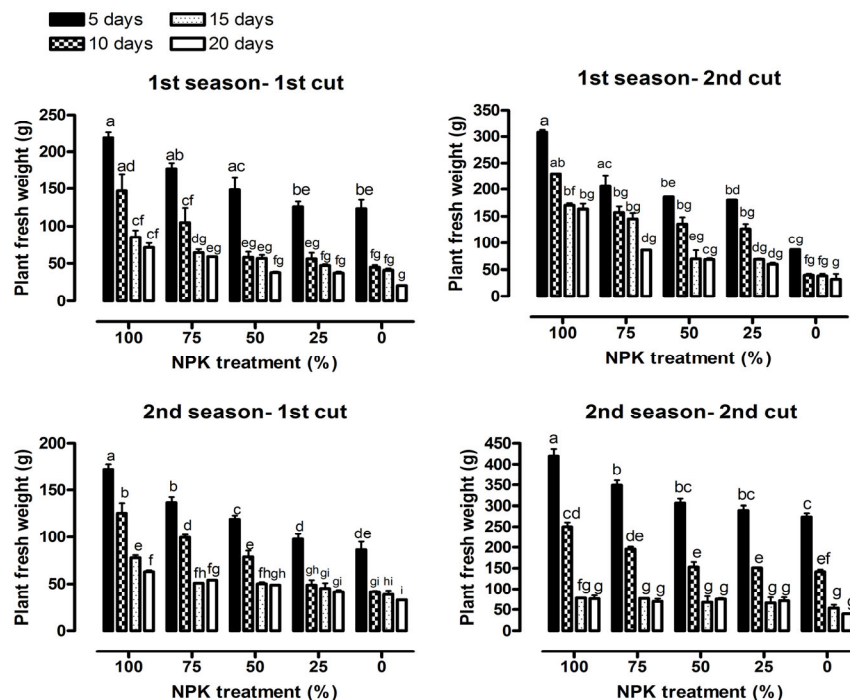 5 days 15 days
10 days 20 days
1st season- 1st cut
Plant fresh weight (g)
250
200
150
100
50
0
a ad cf cf ab cf dg eg ac eg eg fg be eg fg fg be fg fg g
100 75 50 25 0
NPK treatment (%)
1st season- 2nd cut
Plant fresh weight (g)
350
300
250
200
150
100
50
0
a ab bf bg ac bg bg dg be bg eg cg bd bg dg dg cg fg fg g
100 75 50 25 0
NPK treatment (%)
2nd season- 1st cut
Plant fresh weight (g)
200
150
100
50
0
a b e f b d fh fg c e fh gh d gh gi gi de gi hi i
100 75 50 25 0
NPK treatment (%)
2nd season- 2nd cut
Plant fresh weight (g)
450
400
350
300
250
200
150
100
50
0
a cd fg g b de g g bc e g g bc e g g c ef g g
100 75 50 25 0
NPK treatment (%)